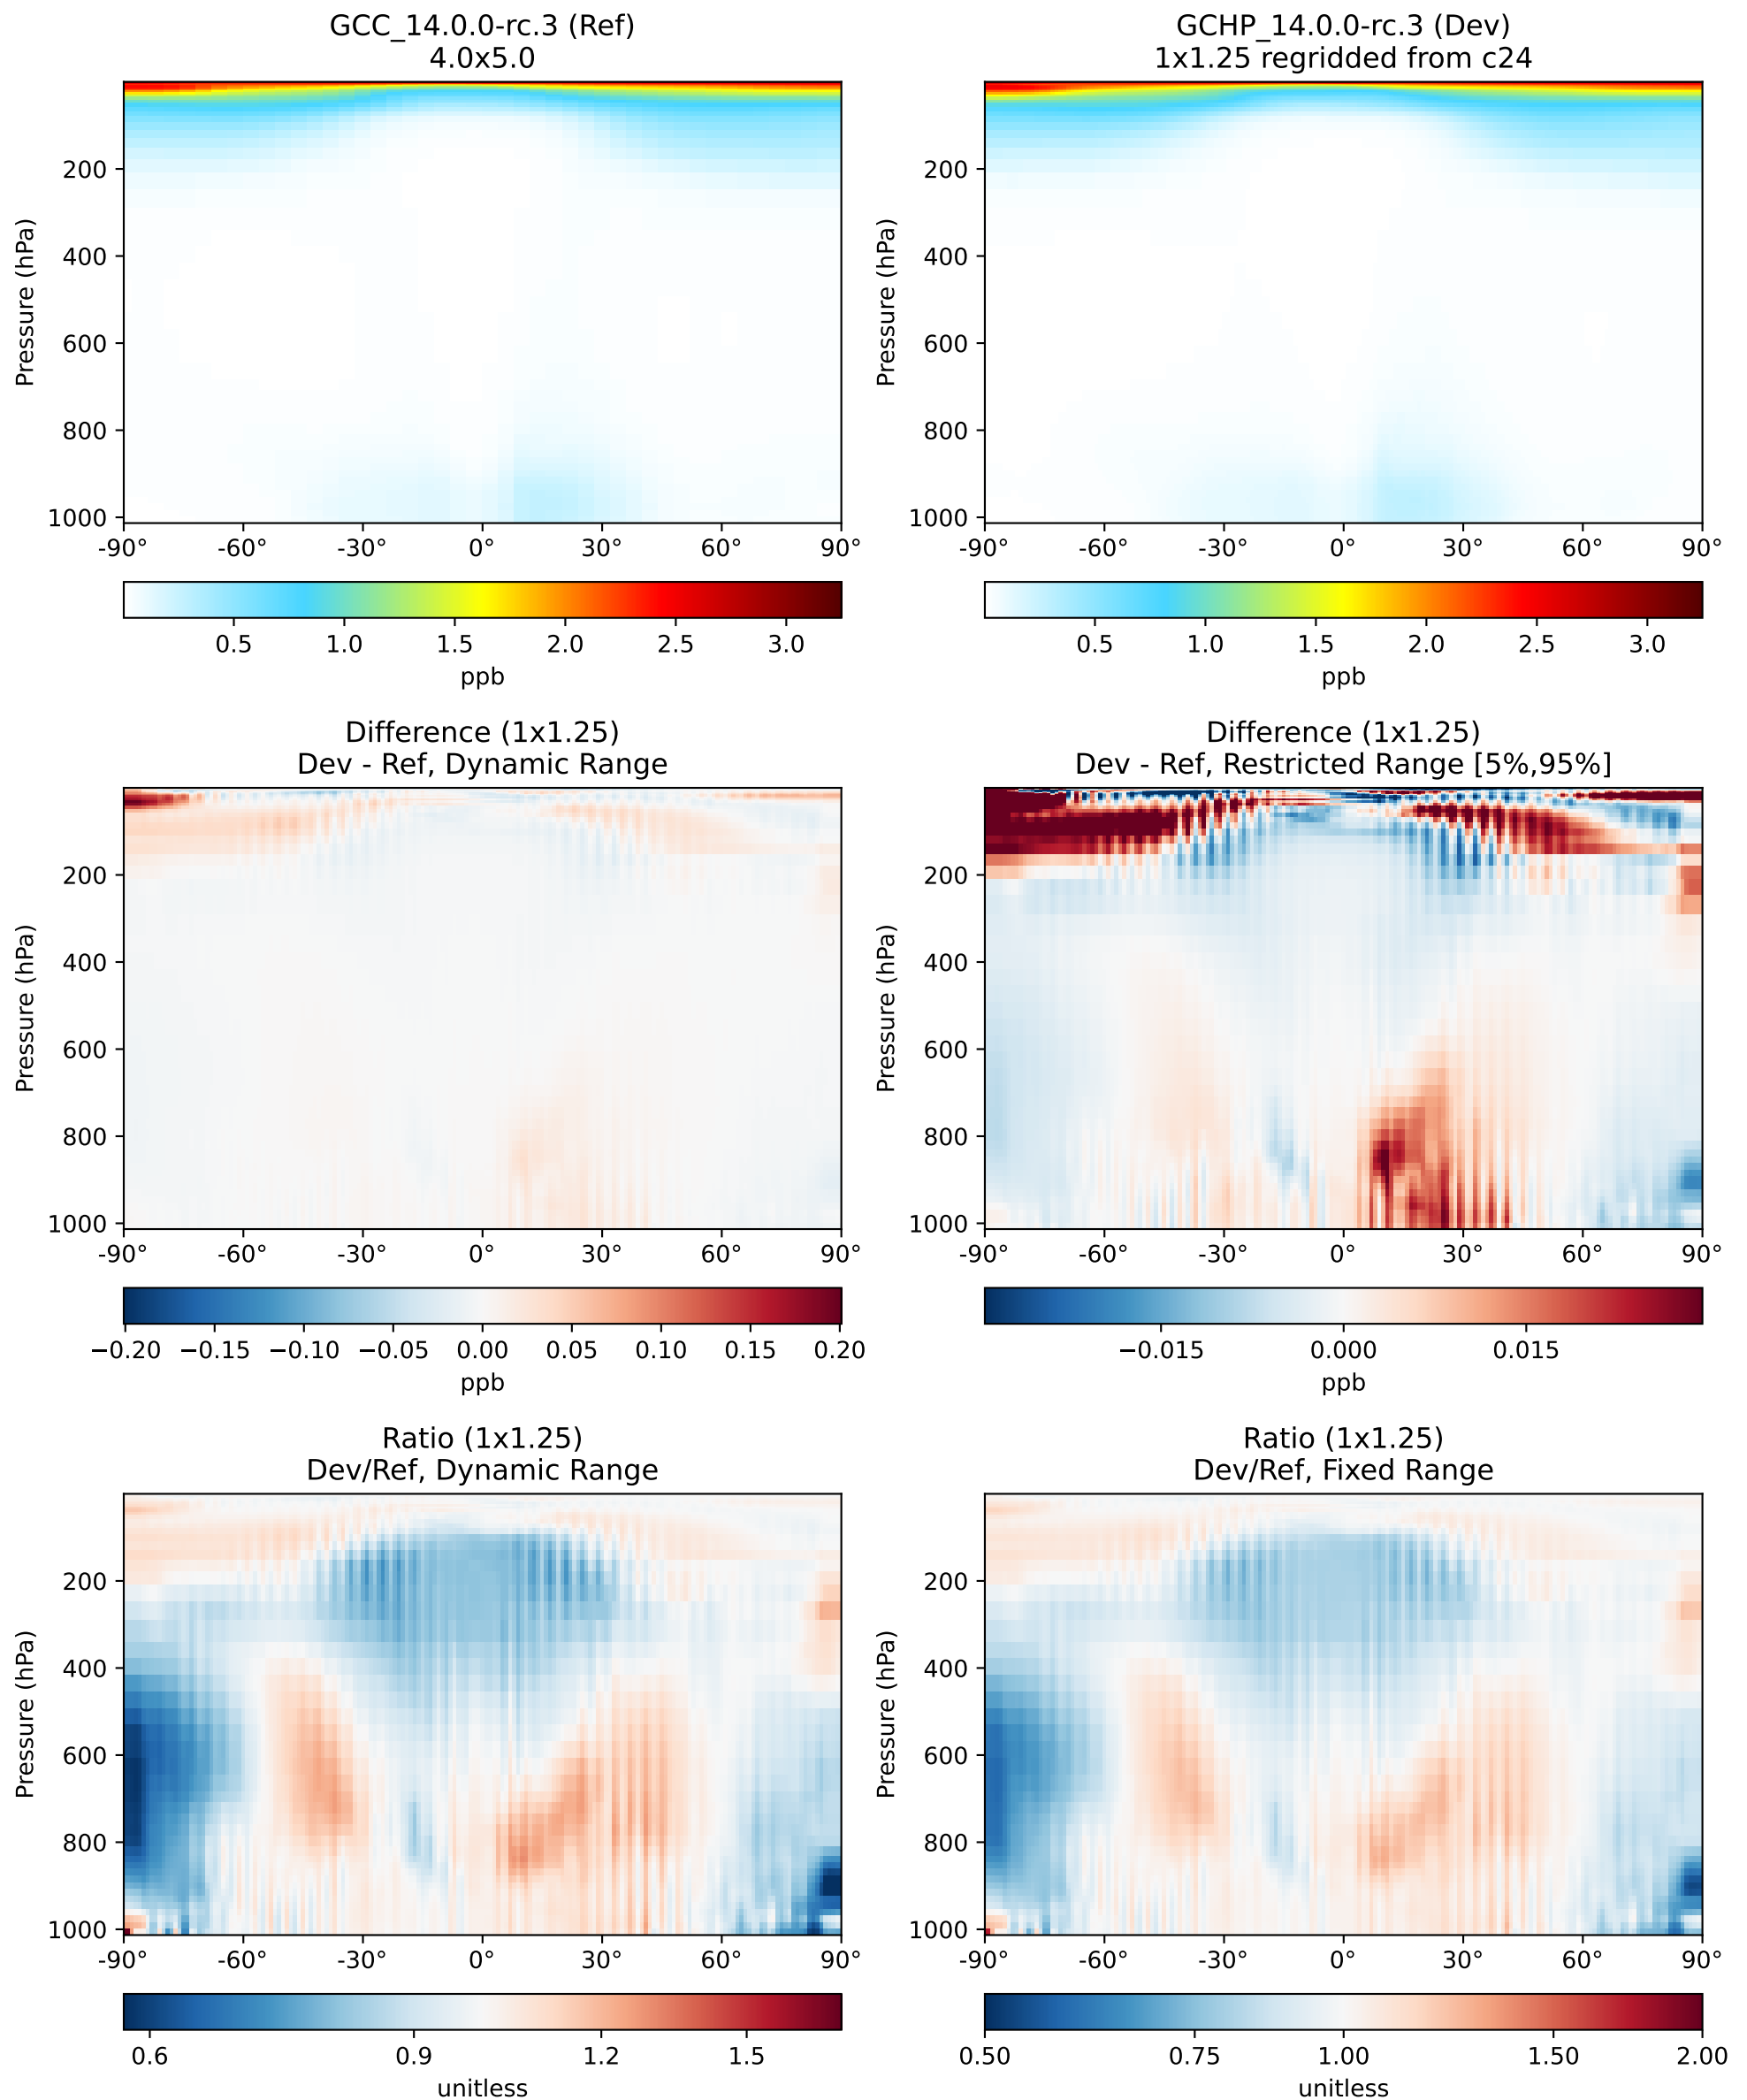 GCC_14.0.0-rc.3 (Ref)
4.0x5.0
Pressure (hPa)
200
400
600
800
1000
-90° -60° -30° 0° 30° 60° 90°
0.5 1.0 1.5 2.0 2.5 3.0
ppb
GCHP_14.0.0-rc.3 (Dev)
1x1.25 regridded from c24
Pressure (hPa)
200
400
600
800
1000
-90° -60° -30° 0° 30° 60° 90°
0.5 1.0 1.5 2.0 2.5 3.0
ppb
Difference (1x1.25)
Dev - Ref, Dynamic Range
Pressure (hPa)
200
400
600
800
1000
-90° -60° -30° 0° 30° 60° 90°
−0.20 −0.15 −0.10 −0.05 0.00 0.05 0.10 0.15 0.20
ppb
Difference (1x1.25)
Dev - Ref, Restricted Range [5%,95%]
Pressure (hPa)
200
400
600
800
1000
-90° -60° -30° 0° 30° 60° 90°
−0.015 0.000 0.015
ppb
Ratio (1x1.25)
Dev/Ref, Dynamic Range
Pressure (hPa)
200
400
600
800
1000
-90° -60° -30° 0° 30° 60° 90°
0.6 0.9 1.2 1.5
unitless
Ratio (1x1.25)
Dev/Ref, Fixed Range
Pressure (hPa)
200
400
600
800
1000
-90° -60° -30° 0° 30° 60° 90°
0.50 0.75 1.00 1.50 2.00
unitless